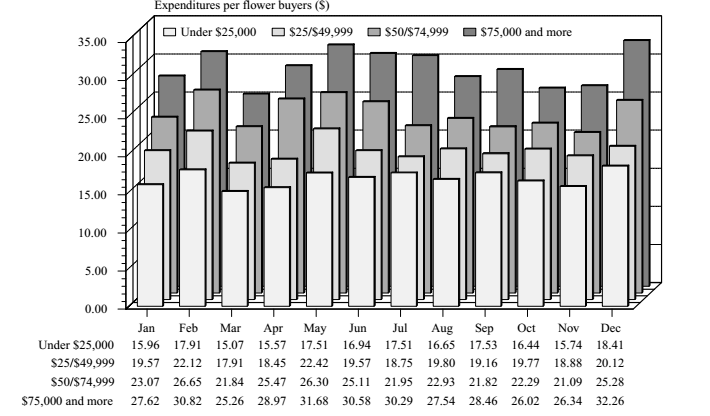 Expenditures per flower buyers ($)
Under $25,000 $25/$49,999 $50/$74,999 $75,000 and more
35.00
30.00
25.00
20.00
15.00
10.00
5.00
0.00
Jan Feb Mar Apr May Jun Jul Aug Sep Oct Nov Dec
Under $25,000 15.96 17.91 15.07 15.57 17.51 16.94 17.51 16.65 17.53 16.44 15.74 18.41
$25/$49,999 19.57 22.12 17.91 18.45 22.42 19.57 18.75 19.80 19.16 19.77 18.88 20.12
$50/$74,999 23.07 26.65 21.84 25.47 26.30 25.11 21.95 22.93 21.82 22.29 21.09 25.28
$75,000 and more 27.62 30.82 25.26 28.97 31.68 30.58 30.29 27.54 28.46 26.02 26.34 32.26